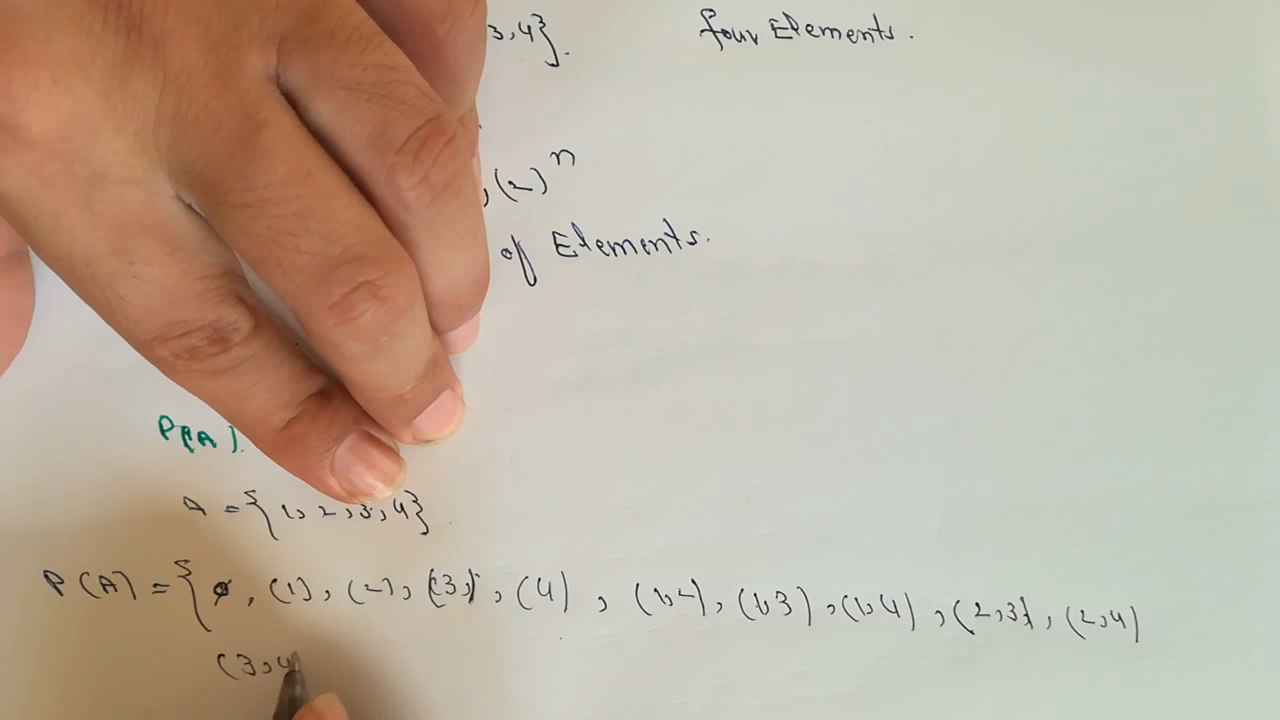 3,4}. four Elements.
,(2)^n
of Elements.
P(A).
A = {1,2,3,4}
P(A) = {φ, (1), (2), (3), (4), (1,2), (1,3), (1,4), (2,3), (2,4)
(3,4